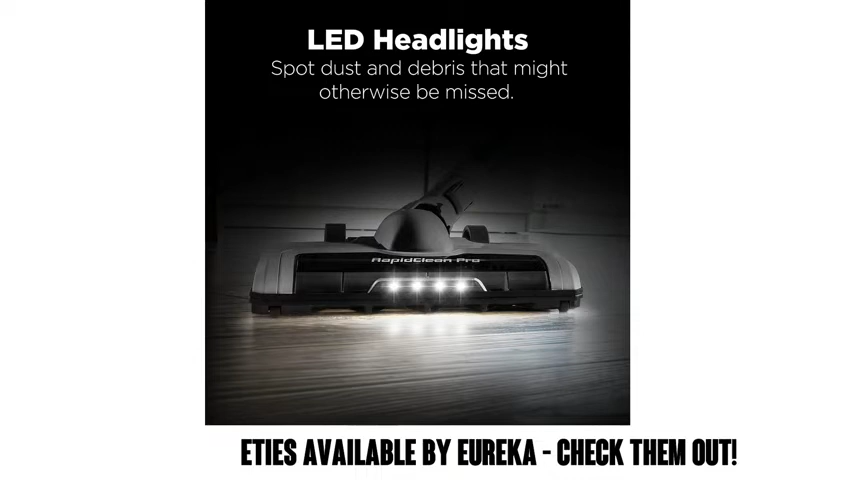 LED Headlights
Spot dust and debris that might
otherwise be missed.
RapidClean Pro
ETIES AVAILABLE BY EUREKA - CHECK THEM OUT!